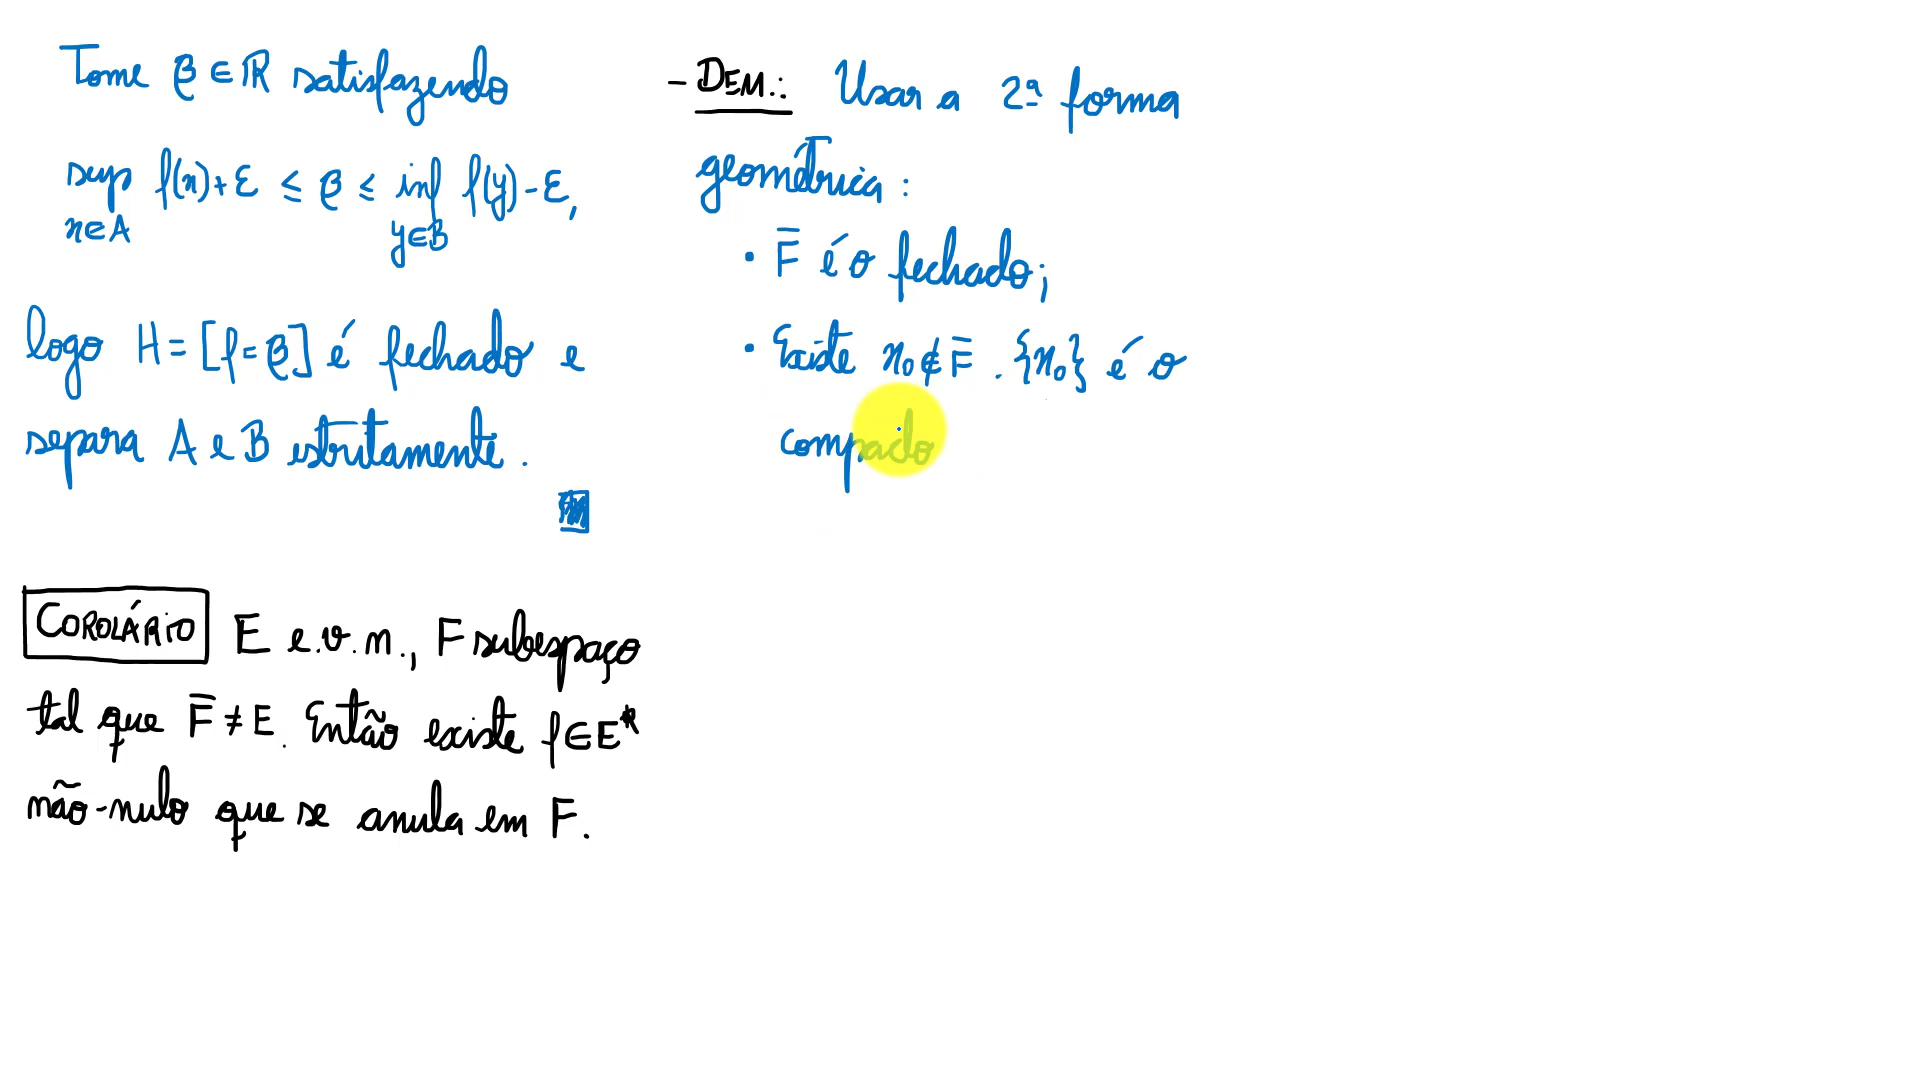 Tome β ∈ ℝ satisfazendo
sup f(x) + ε ≤ β ≤ inf f(y) - ε,
x∈A y∈B
logo H = [f = β] é fechado e
separa A e B estritamente.
COROLÁRIO E e.v.n., F subespaço
tal que F̅ ≠ E. Então existe f ∈ E*
não-nulo que se anula em F.
- DEM.: Usar a 2ª forma
geométrica:
• F̅ é o fechado;
• Existe x₀ ∉ F̅. {x₀} é o
compacto